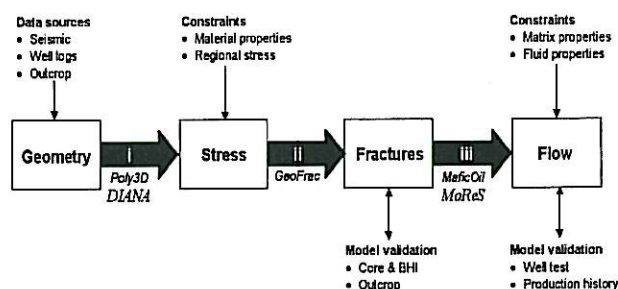 Data sources
• Seismic
• Well logs
• Outcrop
Constraints
• Material properties
• Regional stress
Constraints
• Matrix properties
• Fluid properties
Geometry
i
Poly3D
DIANA
Stress
ii
GeoFrac
Fractures
iii
MaficOil
MoReS
Flow
Model validation
• Core & BHI
• Outcrop
Model validation
• Well test
• Production history